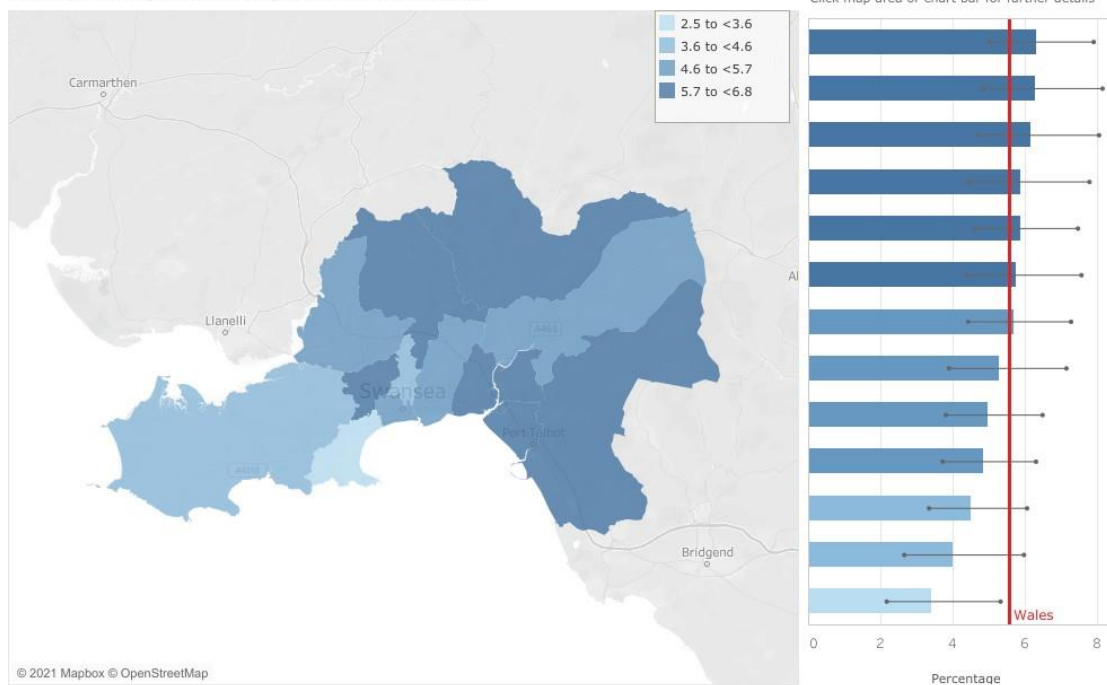 Click map area or chart bar for further details
2.5 to <3.6
3.6 to <4.6
4.6 to <5.7
5.7 to <6.8
Carmarthen
Llanelli
A465
Swansea
Port Talbot
Bridgend
Wales
0 2 4 6 8
Percentage
© 2021 Mapbox © OpenStreetMap